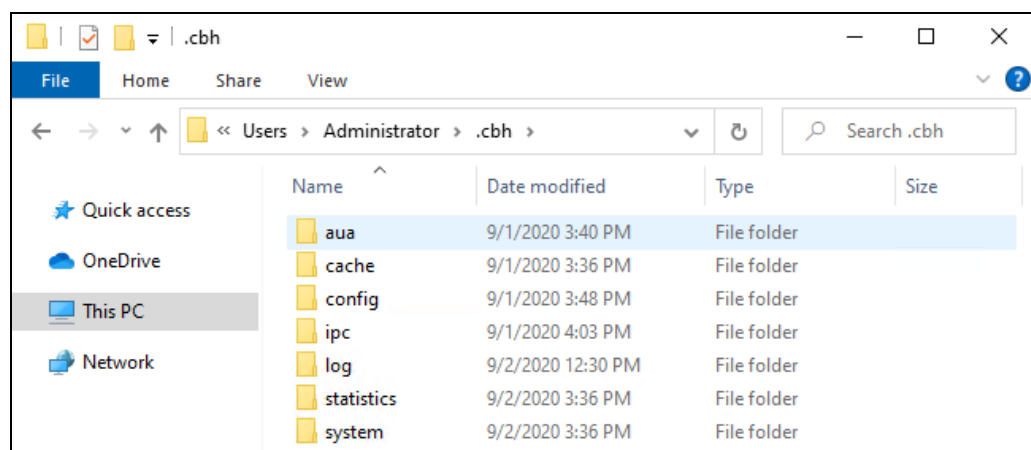 .cbh
File Home Share View ?
« Users > Administrator > .cbh > Search .cbh
Name Date modified Type Size
Quick access
OneDrive
This PC
Network
aua 9/1/2020 3:40 PM File folder
cache 9/1/2020 3:36 PM File folder
config 9/1/2020 3:48 PM File folder
ipc 9/1/2020 4:03 PM File folder
log 9/2/2020 12:30 PM File folder
statistics 9/2/2020 3:36 PM File folder
system 9/2/2020 3:36 PM File folder